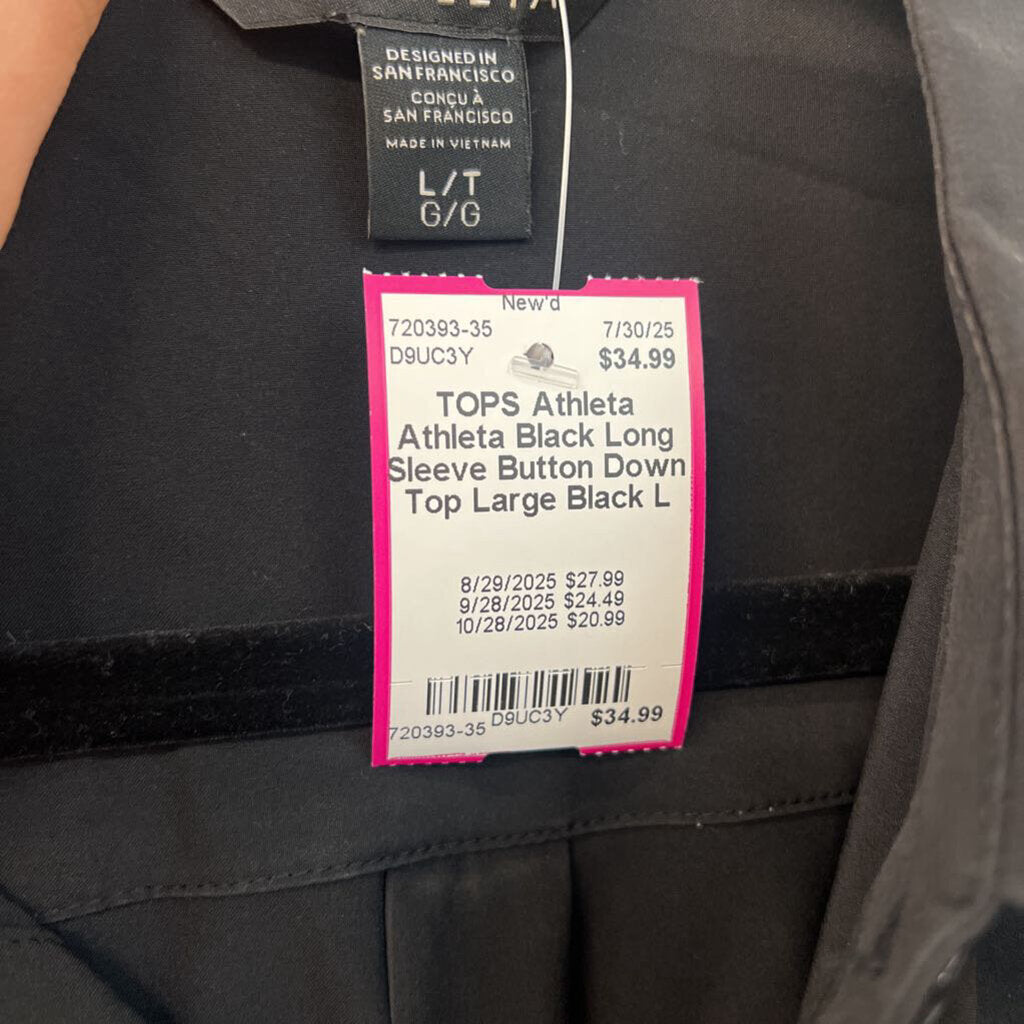 DESIGNED IN
SAN FRANCISCO
CONÇU À
SAN FRANCISCO
MADE IN VIETNAM
L/T
G/G
New'd
720393-35 7/30/25
D9UC3Y $34.99
TOPS Athleta
Athleta Black Long
Sleeve Button Down
Top Large Black L
8/29/2025 $27.99
9/28/2025 $24.49
10/28/2025 $20.99
720393-35 D9UC3Y $34.99